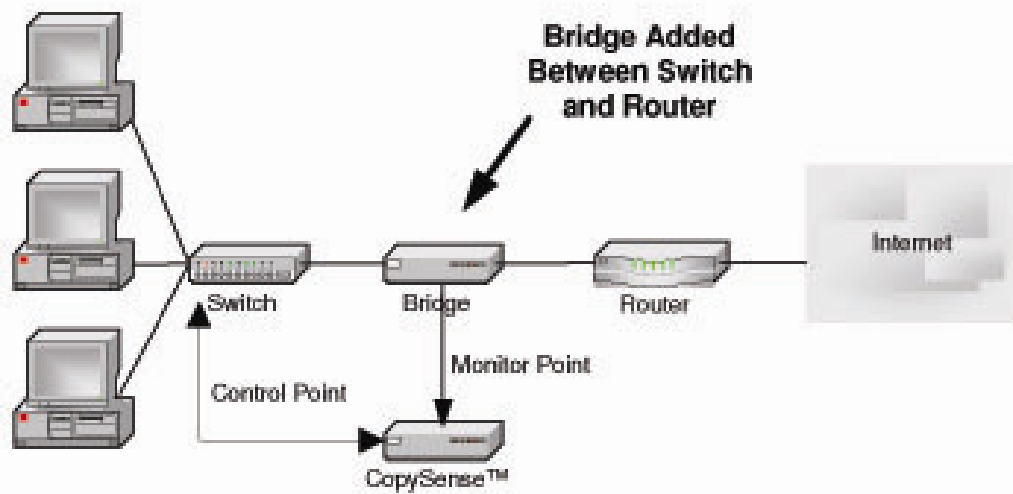 Bridge Added
Between Switch
and Router
Internet
Switch
Bridge
Router
Monitor Point
Control Point
CopySense™